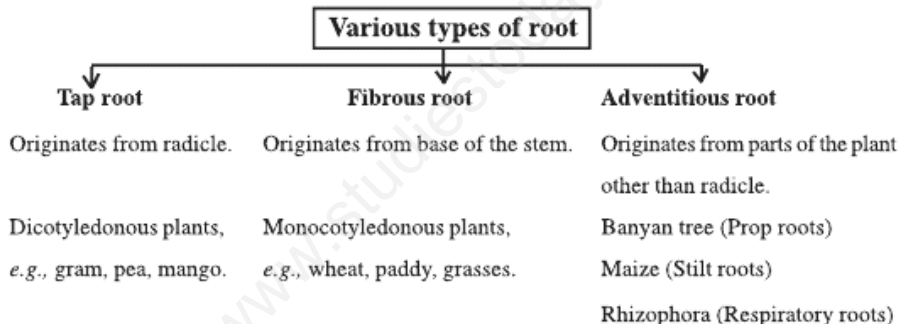 Various types of root
Tap root
Originates from radicle.
Dicotyledonous plants,
e.g., gram, pea, mango.
Fibrous root
Originates from base of the stem.
Monocotyledonous plants,
e.g., wheat, paddy, grasses.
Adventitious root
Originates from parts of the plant
other than radicle.
Banyan tree (Prop roots)
Maize (Stilt roots)
Rhizophora (Respiratory roots)